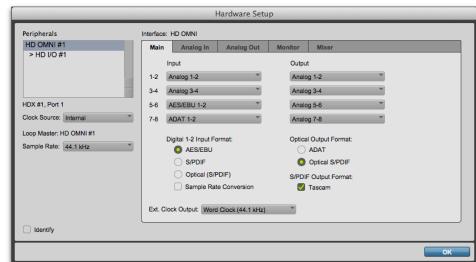 Hardware Setup
Peripherals
HD OMNI #1
> HD I/O #1
HDX #1, Port 1
Clock Source: Internal
Loop Master: HD OMNI #1
Sample Rate: 44.1 kHz
Identify
Interface: HD OMNI
Main Analog In Analog Out Monitor Mixer
Input Output
1-2 Analog 1-2 Analog 1-2
3-4 Analog 3-4 Analog 3-4
5-6 AES/EBU 1-2 Analog 5-6
7-8 ADAT 1-2 Analog 7-8
Digital 1-2 Input Format: Optical Output Format:
AES/EBU ADAT
S/PDIF Optical S/PDIF
Optical (S/PDIF) S/PDIF Output Format:
Sample Rate Conversion Tascam
Ext. Clock Output: Word Clock (44.1 kHz)
OK